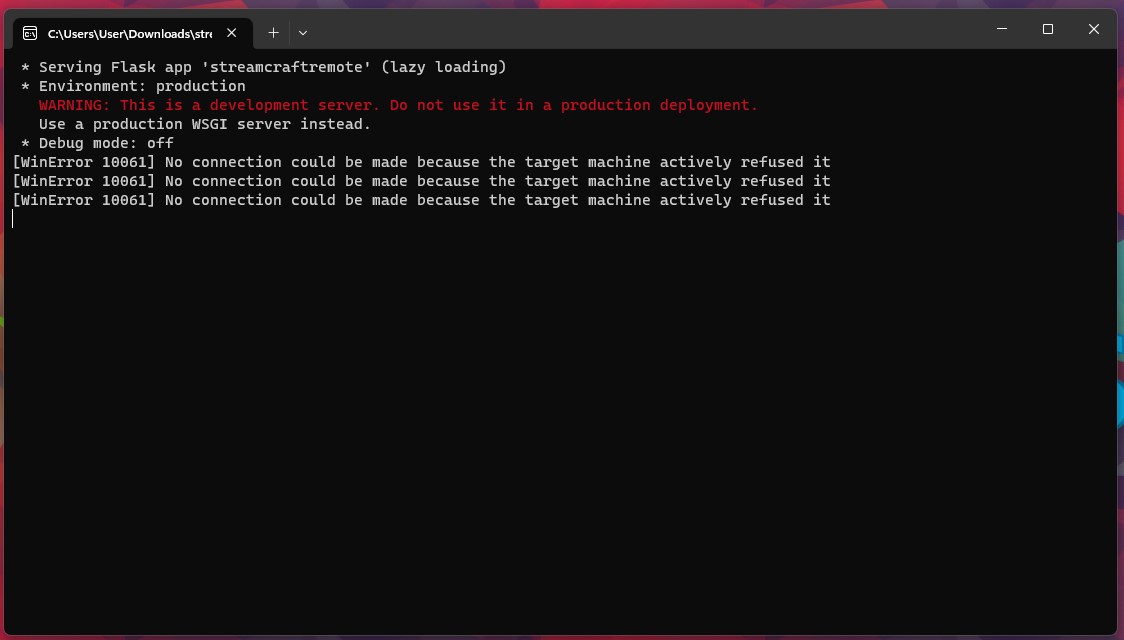 C:\Users\User\Downloads\stre
* Serving Flask app 'streamcraftremote' (lazy loading)
* Environment: production
WARNING: This is a development server. Do not use it in a production deployment.
Use a production WSGI server instead.
* Debug mode: off
[WinError 10061] No connection could be made because the target machine actively refused it
[WinError 10061] No connection could be made because the target machine actively refused it
[WinError 10061] No connection could be made because the target machine actively refused it